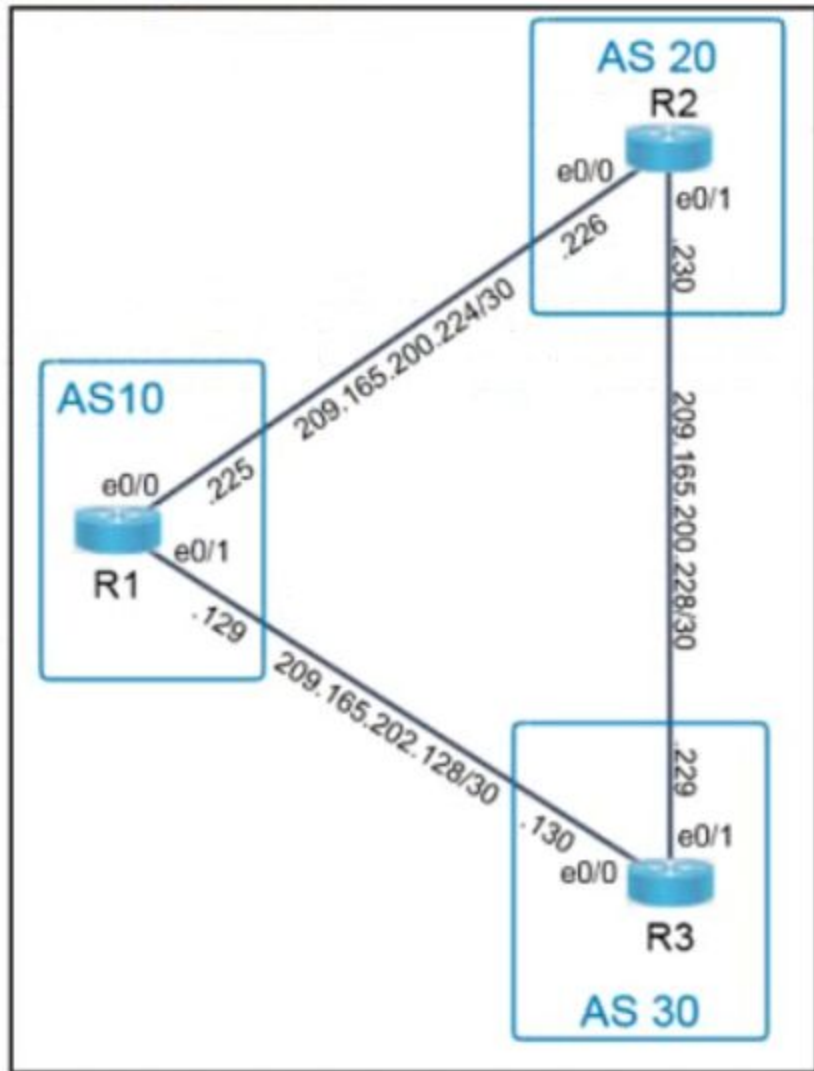 AS 20
R2
e0/0
e0/1
.226
.230
209.165.200.224/30
AS10
.225
e0/0
e0/1
R1
.129
209.165.200.228/30
209.165.202.128/30
.229
.130
e0/1
e0/0
R3
AS 30